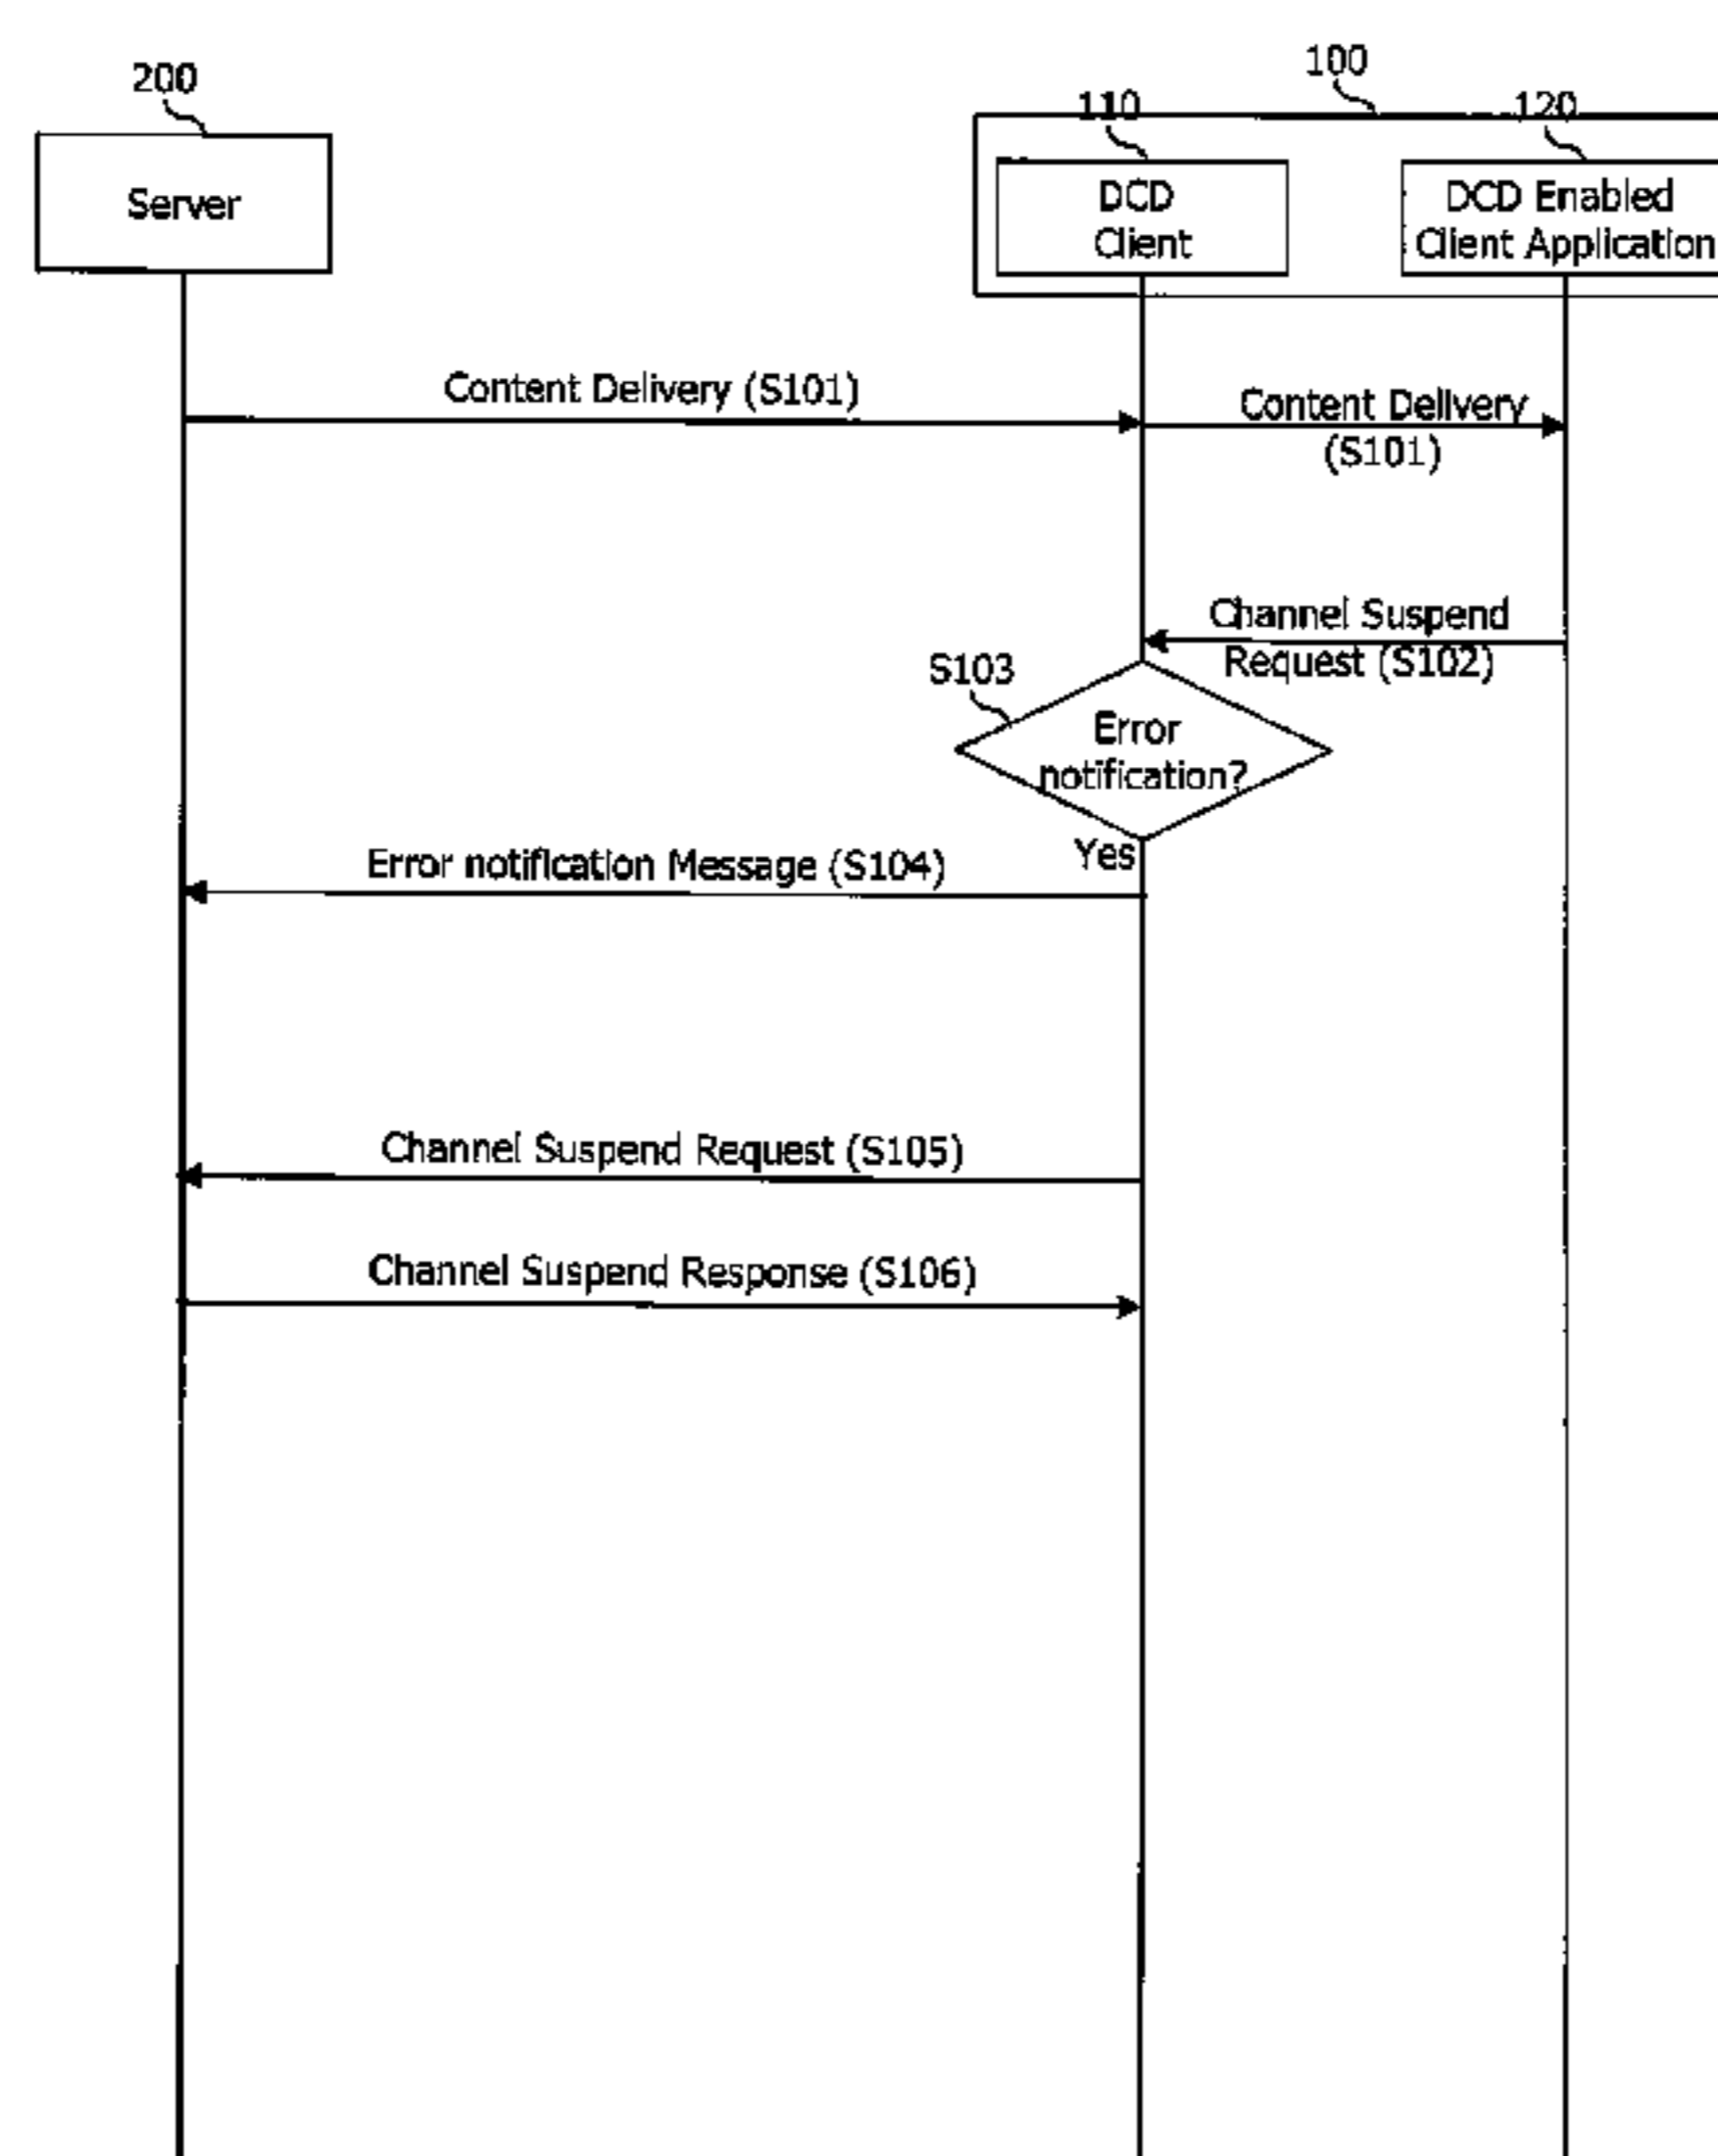 100
200
110
120
Server
DCD
Client
DCD Enabled
Client Application
Content Delivery (S101)
Content Delivery
(S101)
Channel Suspend
Request (S102)
S103
Error
notification?
Yes
Error notification Message (S104)
Channel Suspend Request (S105)
Channel Suspend Response (S106)